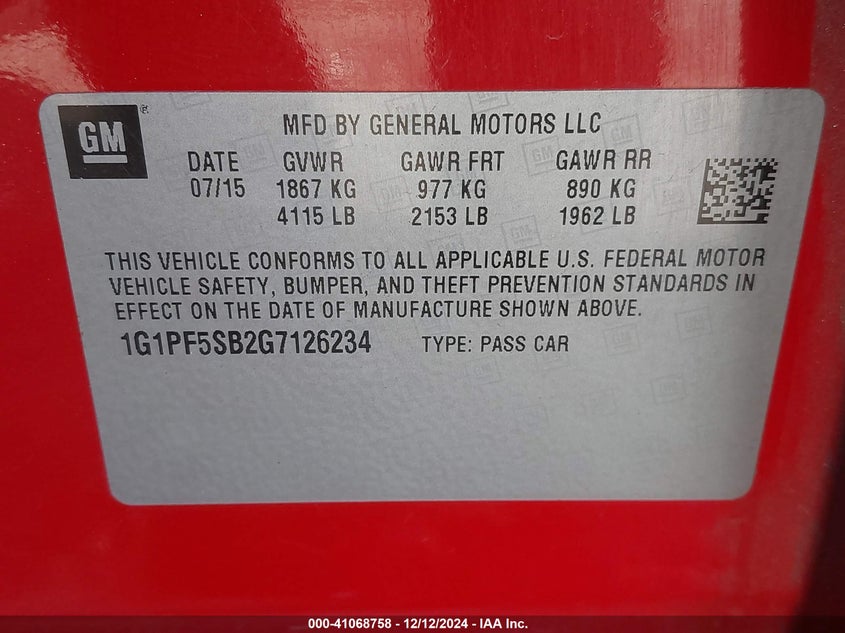 GM
MFD BY GENERAL MOTORS LLC
DATE GVWR GAWR FRT GAWR RR
07/15 1867 KG 977 KG 890 KG
4115 LB 2153 LB 1962 LB
THIS VEHICLE CONFORMS TO ALL APPLICABLE U.S. FEDERAL MOTOR
VEHICLE SAFETY, BUMPER, AND THEFT PREVENTION STANDARDS IN
EFFECT ON THE DATE OF MANUFACTURE SHOWN ABOVE.
1G1PF5SB2G7126234 TYPE: PASS CAR
000-41068758 - 12/12/2024 - IAA Inc.